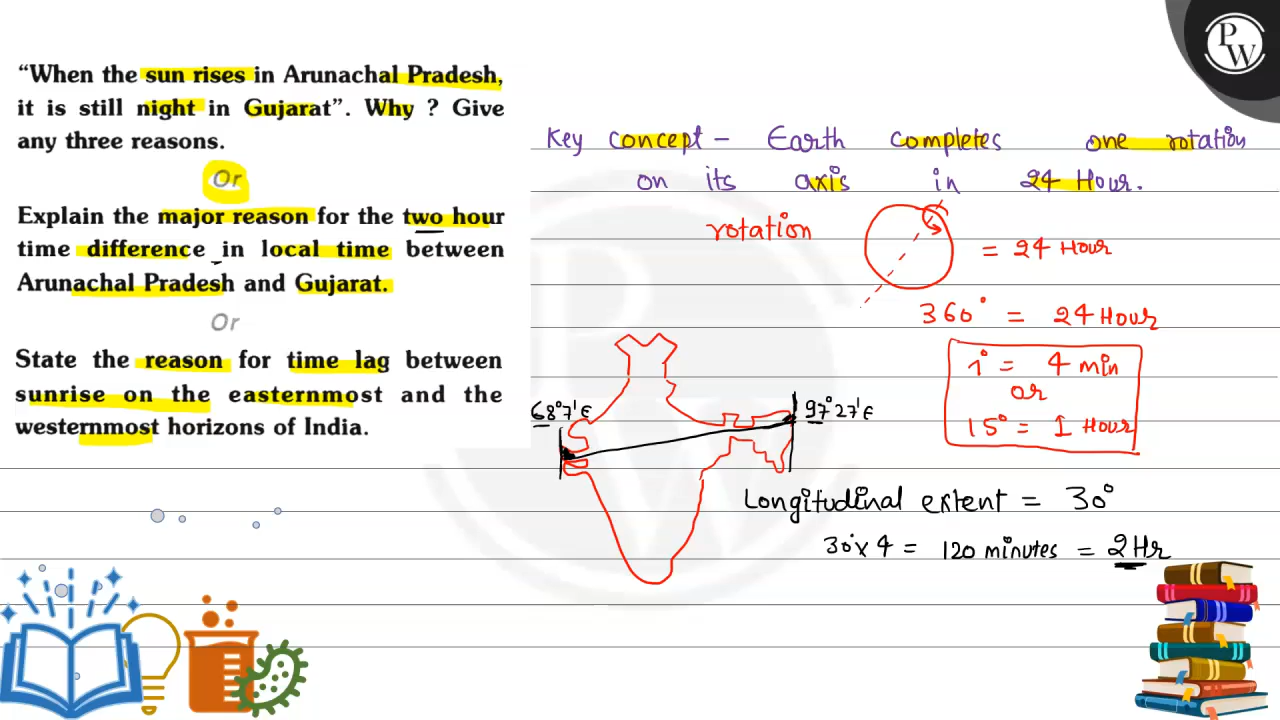 “When the sun rises in Arunachal Pradesh,
it is still night in Gujarat”. Why ? Give
any three reasons.
Or
Explain the major reason for the two hour
time difference in local time between
Arunachal Pradesh and Gujarat.
Or
State the reason for time lag between
sunrise on the easternmost and the
westernmost horizons of India.
PW
Key concept - Earth completes one rotation
on its axis in 24 Hour.
rotation
= 24 Hour
360° = 24 Hour
1° = 4 min
or
15° = 1 Hour
68°7'E
97°27'E
Longitudinal extent = 30°
30° x 4 = 120 minutes = 2 Hr